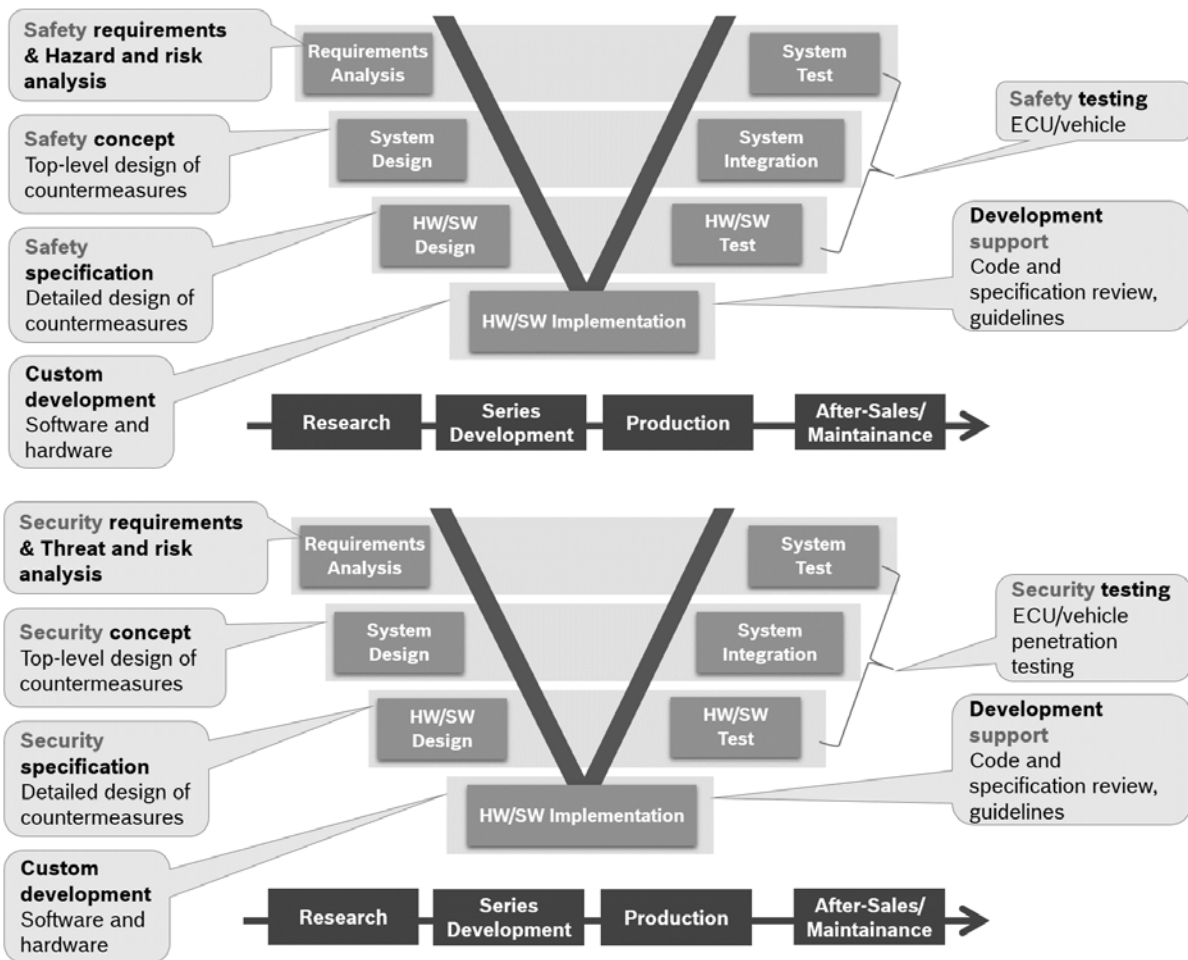 Safety requirements
& Hazard and risk
analysis
Requirements
Analysis
System
Test
Safety testing
ECU/vehicle
Safety concept
Top-level design of
countermeasures
System
Design
System
Integration
Safety
specification
Detailed design of
countermeasures
HW/SW
Design
HW/SW
Test
Development
support
Code and
specification review,
guidelines
HW/SW Implementation
Custom
development
Software and
hardware
Research
Series
Development
Production
After-Sales/
Maintainance
Security requirements
& Threat and risk
analysis
Requirements
Analysis
System
Test
Security testing
ECU/vehicle
penetration
testing
Security concept
Top-level design of
countermeasures
System
Design
System
Integration
Security
specification
Detailed design of
countermeasures
HW/SW
Design
HW/SW
Test
Development
support
Code and
specification review,
guidelines
HW/SW Implementation
Custom
development
Software and
hardware
Research
Series
Development
Production
After-Sales/
Maintainance